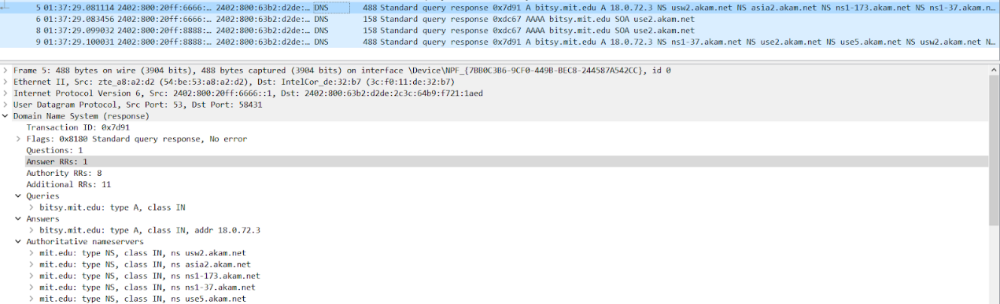 5 01:37:29.081114 2402:800:20ff:6666:… 2402:800:63b2:d2de:… DNS 488 Standard query response 0x7d91 A bitsy.mit.edu A 18.0.72.3 NS usw2.akam.net NS asia2.akam.net NS ns1-173.akam.net NS ns1-37.akam.n…
6 01:37:29.083456 2402:800:20ff:6666:… 2402:800:63b2:d2de:… DNS 158 Standard query response 0xdc67 AAAA bitsy.mit.edu SOA use2.akam.net
8 01:37:29.099032 2402:800:20ff:8888:… 2402:800:63b2:d2de:… DNS 158 Standard query response 0xdc67 AAAA bitsy.mit.edu SOA use2.akam.net
9 01:37:29.100031 2402:800:20ff:8888:… 2402:800:63b2:d2de:… DNS 488 Standard query response 0x7d91 A bitsy.mit.edu A 18.0.72.3 NS ns1-37.akam.net NS use2.akam.net NS use5.akam.net NS usw2.akam.net N…
Frame 5: 488 bytes on wire (3904 bits), 488 bytes captured (3904 bits) on interface \Device\NPF_{7BB0C3B6-9CF0-449B-BEC8-244587A542CC}, id 0
Ethernet II, Src: zte_a8:a2:d2 (54:be:53:a8:a2:d2), Dst: IntelCor_de:32:b7 (3c:f0:11:de:32:b7)
Internet Protocol Version 6, Src: 2402:800:20ff:6666::1, Dst: 2402:800:63b2:d2de:2c3c:64b9:f721:1aed
User Datagram Protocol, Src Port: 53, Dst Port: 58431
Domain Name System (response)
Transaction ID: 0x7d91
Flags: 0x8180 Standard query response, No error
Questions: 1
Answer RRs: 1
Authority RRs: 8
Additional RRs: 11
Queries
bitsy.mit.edu: type A, class IN
Answers
bitsy.mit.edu: type A, class IN, addr 18.0.72.3
Authoritative nameservers
mit.edu: type NS, class IN, ns usw2.akam.net
mit.edu: type NS, class IN, ns asia2.akam.net
mit.edu: type NS, class IN, ns ns1-173.akam.net
mit.edu: type NS, class IN, ns ns1-37.akam.net
mit.edu: type NS, class IN, ns use5.akam.net